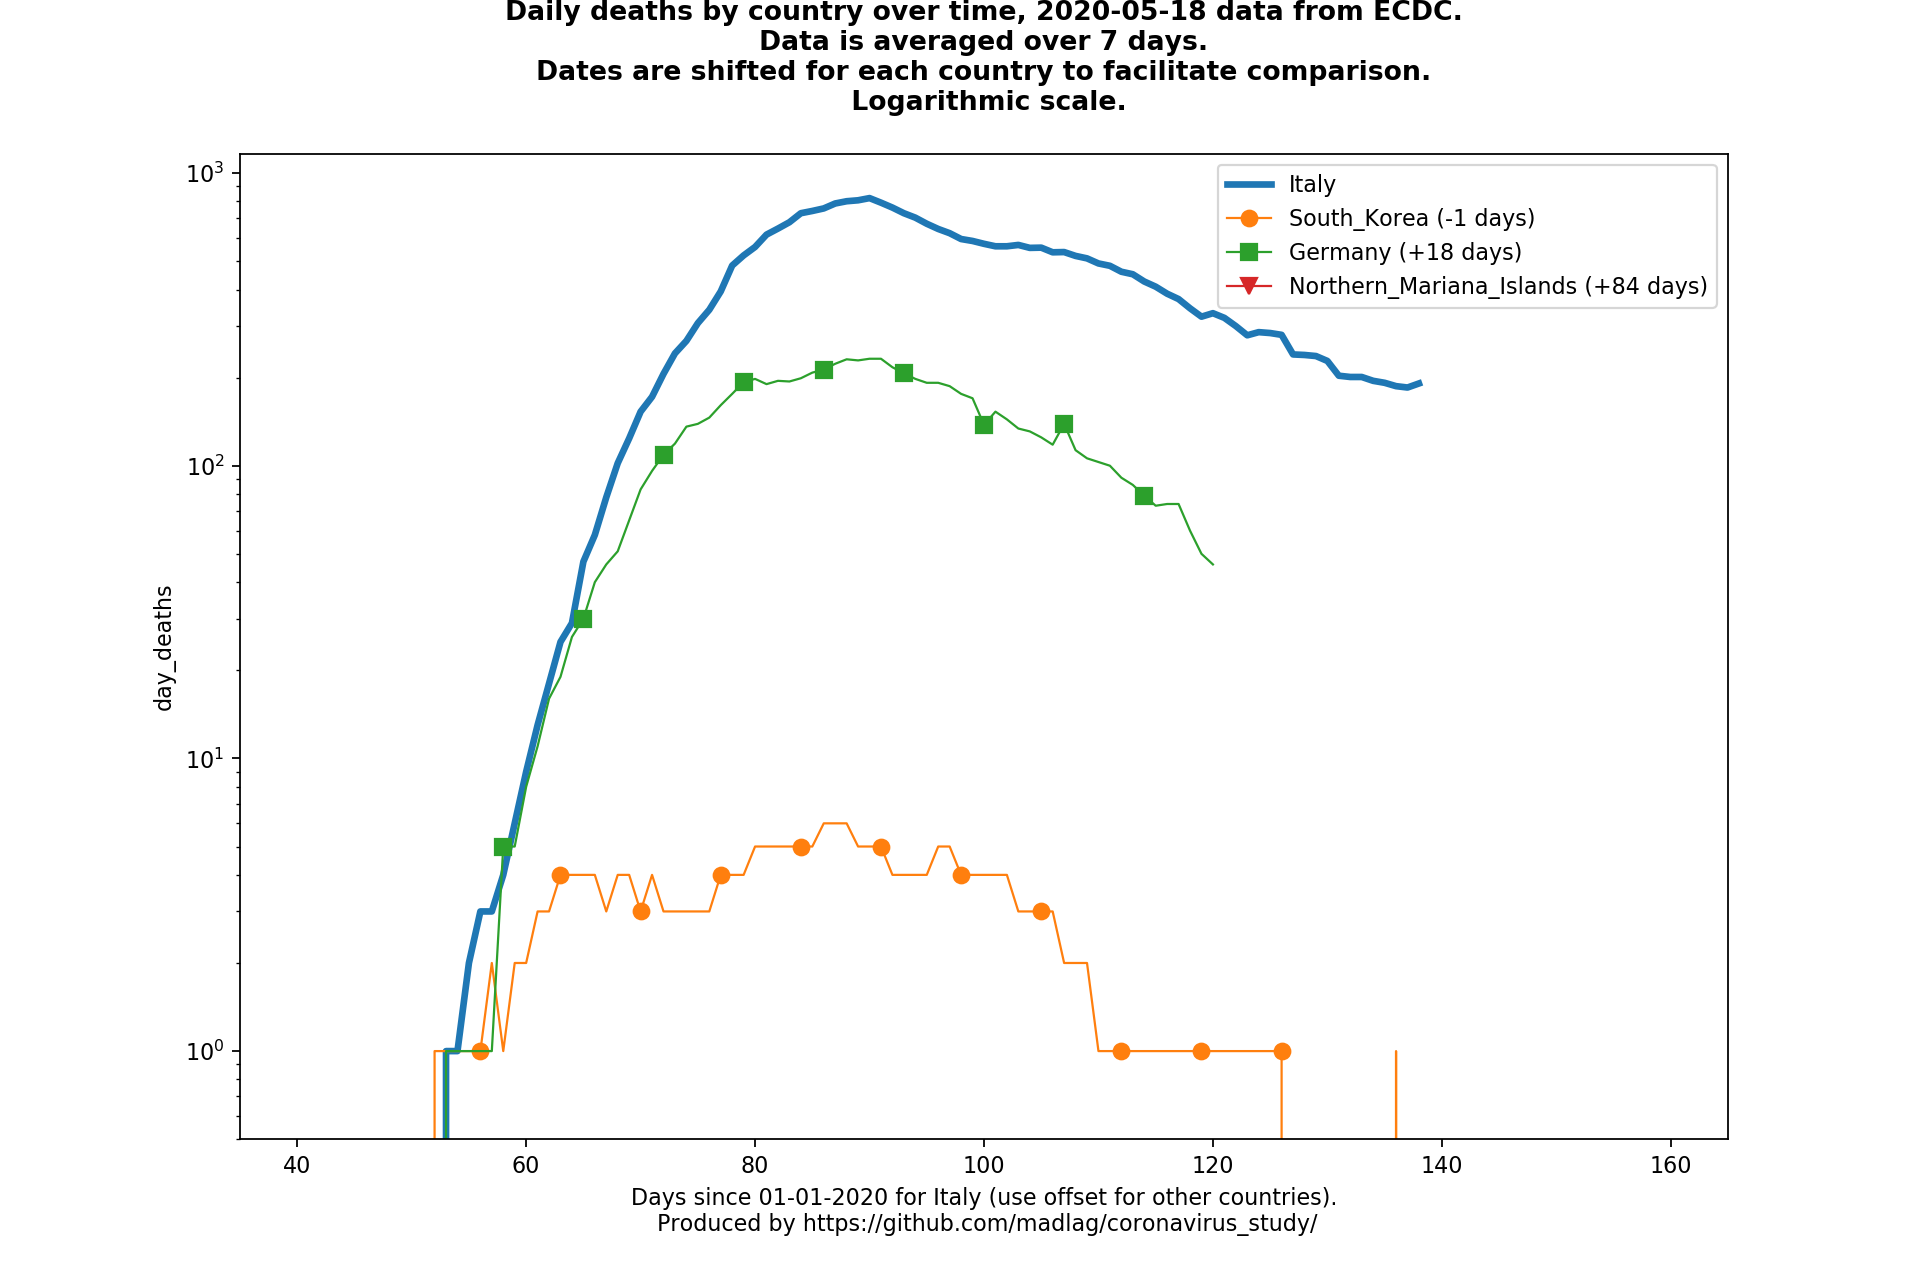 Daily deaths by country over time, 2020-05-18 data from ECDC.
Data is averaged over 7 days.
Dates are shifted for each country to facilitate comparison.
Logarithmic scale.
10³
10²
10¹
10⁰
day_deaths
Italy
South_Korea (-1 days)
Germany (+18 days)
Northern_Mariana_Islands (+84 days)
40 60 80 100 120 140 160
Days since 01-01-2020 for Italy (use offset for other countries).
Produced by https://github.com/madlag/coronavirus_study/